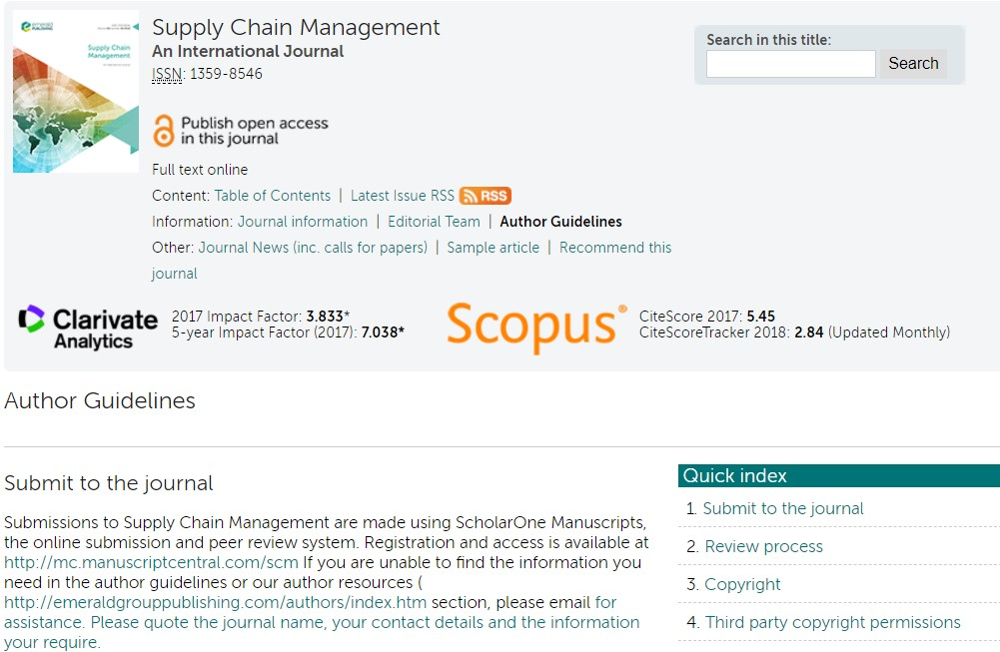 emerald
PUBLISHING
Supply Chain
Management
Supply Chain Management
An International Journal
ISSN: 1359-8546
Search in this title:
Search
Publish open access
in this journal
Full text online
Content: Table of Contents | Latest Issue RSS RSS
Information: Journal information | Editorial Team | Author Guidelines
Other: Journal News (inc. calls for papers) | Sample article | Recommend this
journal
Clarivate
Analytics
2017 Impact Factor: 3.833*
5-year Impact Factor (2017): 7.038*
Scopus®
CiteScore 2017: 5.45
CiteScoreTracker 2018: 2.84 (Updated Monthly)
Author Guidelines
Submit to the journal
Submissions to Supply Chain Management are made using ScholarOne Manuscripts,
the online submission and peer review system. Registration and access is available at
http://mc.manuscriptcentral.com/scm If you are unable to find the information you
need in the author guidelines or our author resources (
http://emeraldgrouppublishing.com/authors/index.htm section, please email for
assistance. Please quote the journal name, your contact details and the information
your require.
Quick index
1. Submit to the journal
2. Review process
3. Copyright
4. Third party copyright permissions